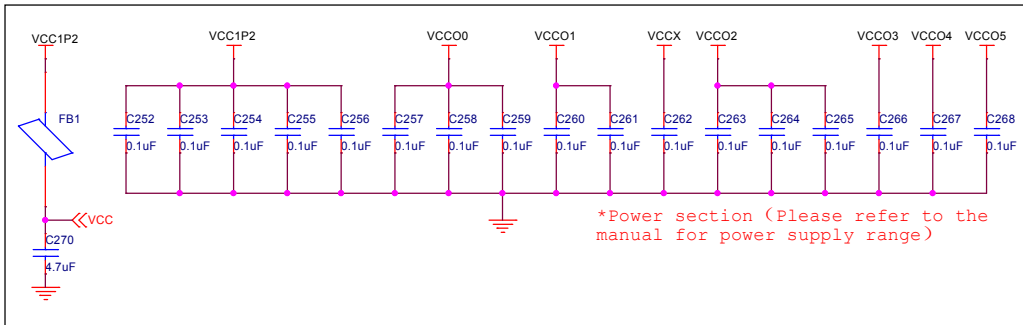 VCC1P2 VCC1P2 VCCO0 VCCO1 VCCX VCCO2 VCCO3 VCCO4 VCCO5
FB1
C252 C253 C254 C255 C256 C257 C258 C259 C260 C261 C262 C263 C264 C265 C266 C267 C268
0.1uF 0.1uF 0.1uF 0.1uF 0.1uF 0.1uF 0.1uF 0.1uF 0.1uF 0.1uF 0.1uF 0.1uF 0.1uF 0.1uF 0.1uF 0.1uF 0.1uF
VCC
*Power section (Please refer to the
manual for power supply range)
C270
4.7uF